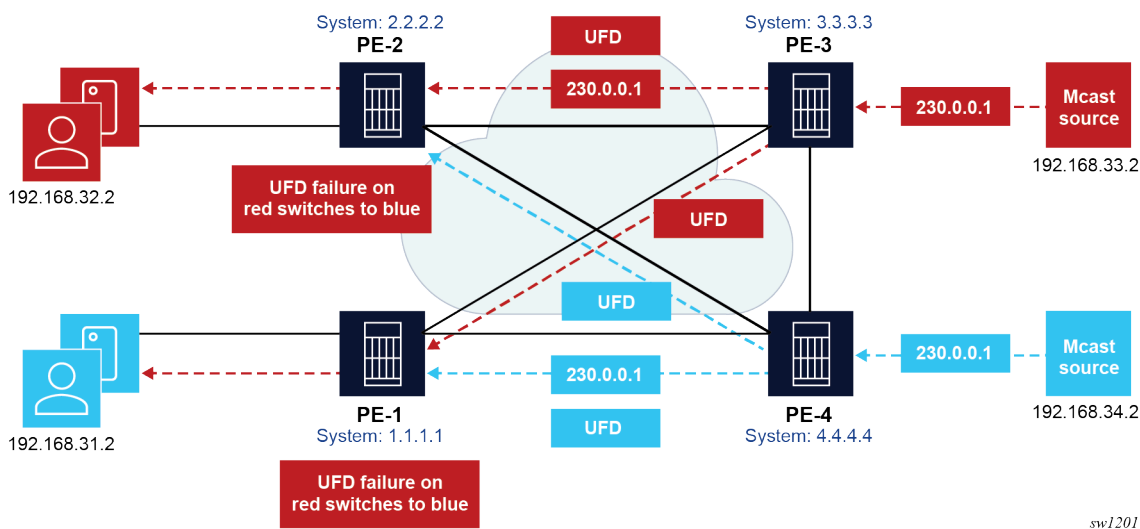 System: 2.2.2.2
PE-2
UFD
System: 3.3.3.3
PE-3
230.0.0.1
230.0.0.1
Mcast
source
192.168.33.2
192.168.32.2
UFD failure on
red switches to blue
UFD
UFD
230.0.0.1
230.0.0.1
Mcast
source
192.168.34.2
192.168.31.2
PE-1
System: 1.1.1.1
UFD
PE-4
System: 4.4.4.4
UFD failure on
red switches to blue
sw1201